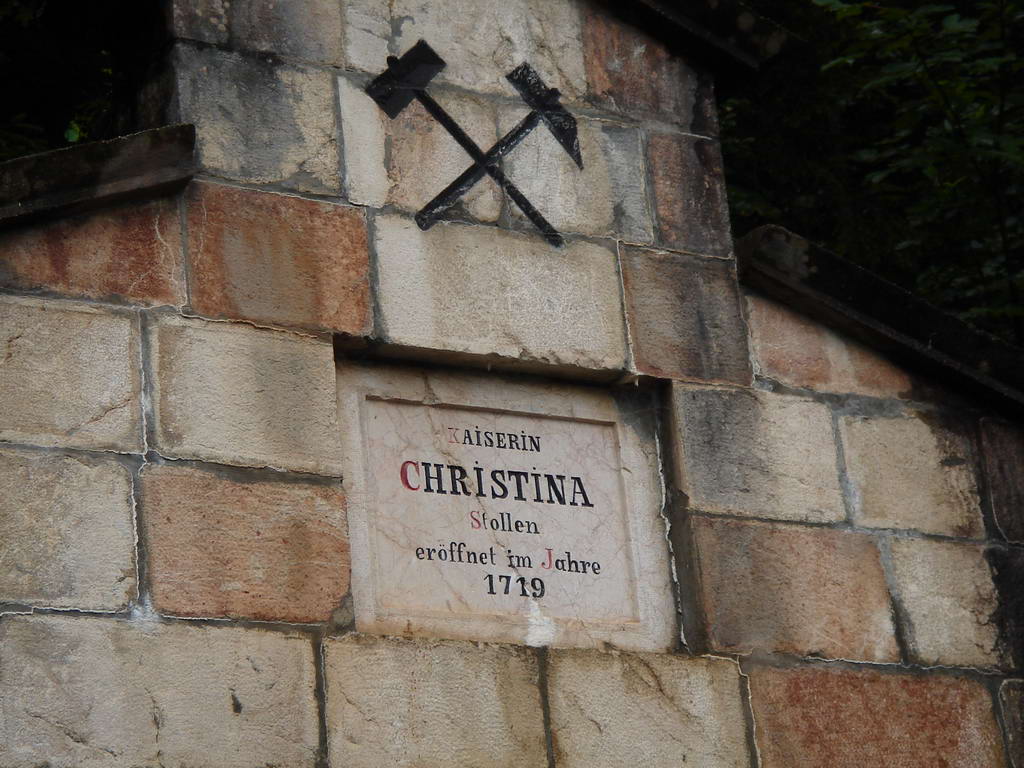 KAISERIN
CHRISTINA
Stollen
eröffnet im Jahre
1719